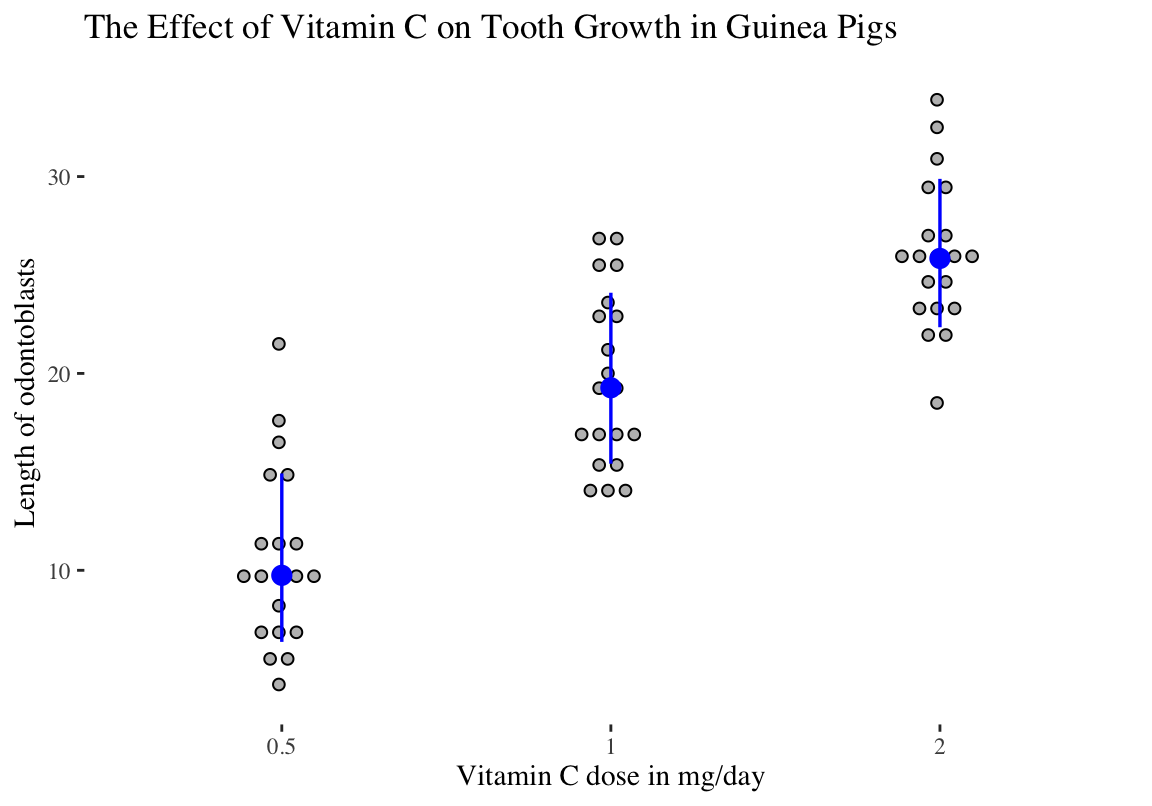 The Effect of Vitamin C on Tooth Growth in Guinea Pigs
Length of odontoblasts
30
20
10
0.5 1 2
Vitamin C dose in mg/day